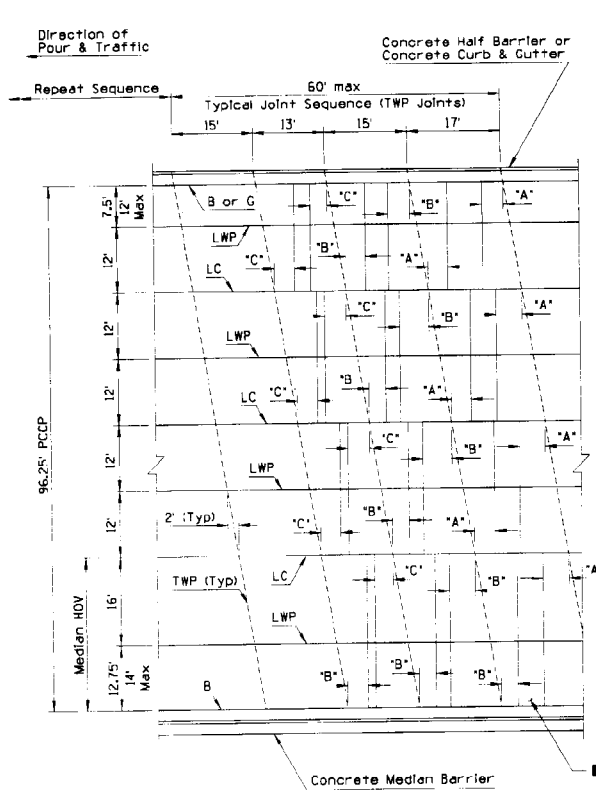 Direction of
Pour & Traffic
Concrete Half Barrier or
Concrete Curb & Gutter
Repeat Sequence
60' max
Typical Joint Sequence (TWP Joints)
15' 13' 15' 17'
7.5'
12'
Max
B or G
"C" "B" "A"
LWP
12'
LC
"C" "B" "A"
12'
LWP
"C" "B" "A"
12'
LC
"C" "B "A"
12'
LWP
"C" "B" "A"
96.25' PCCP
12'
2' (Typ)
"C' "B" "A"
LC
16'
TWP (Typ)
"C" "B" "A
LWP
Median HOV
12.75'
14'
Max
B
"B" "B" "B"
Concrete Median Barrier